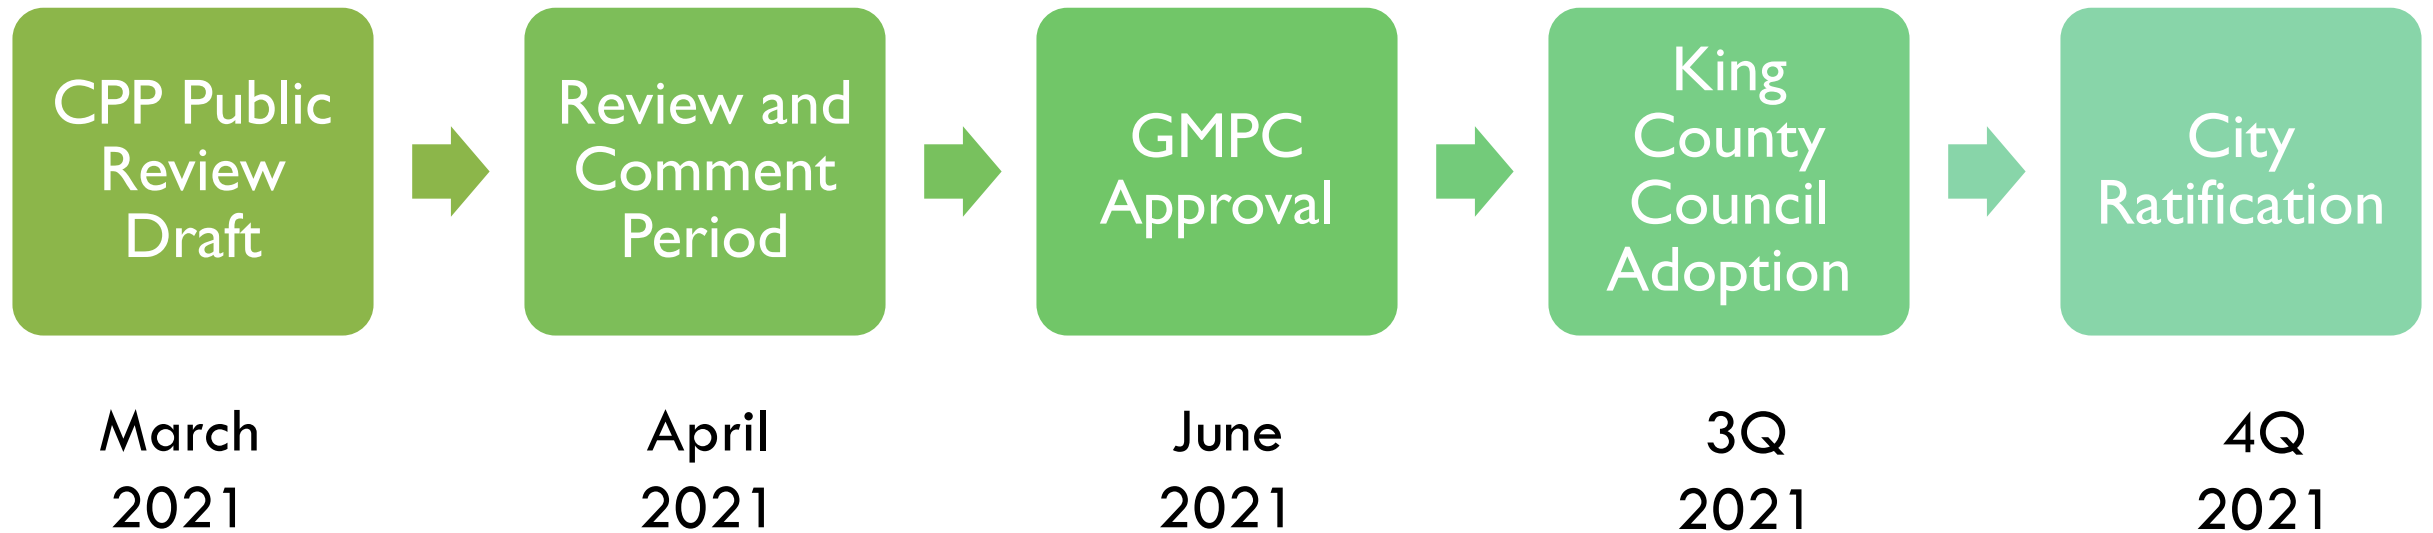 CPP Public
Review
Draft
Review and
Comment
Period
GMPC
Approval
King
County
Council
Adoption
City
Ratification
March
2021
April
2021
June
2021
3Q
2021
4Q
2021